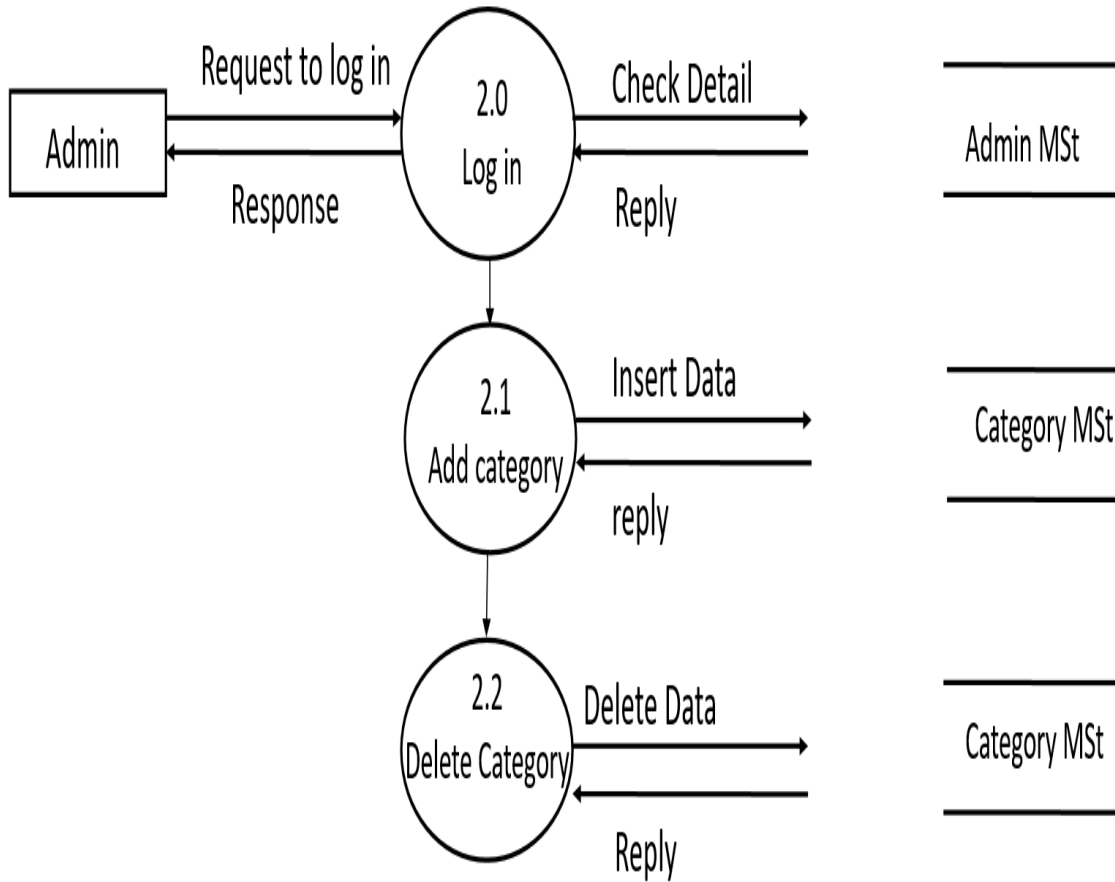 Request to log in
Check Detail
2.0
Admin
Log in
Admin MSt
Response
Reply
Insert Data
2.1
Category MSt
Add category
reply
2.2
Delete Data
Delete Category
Category MSt
Reply